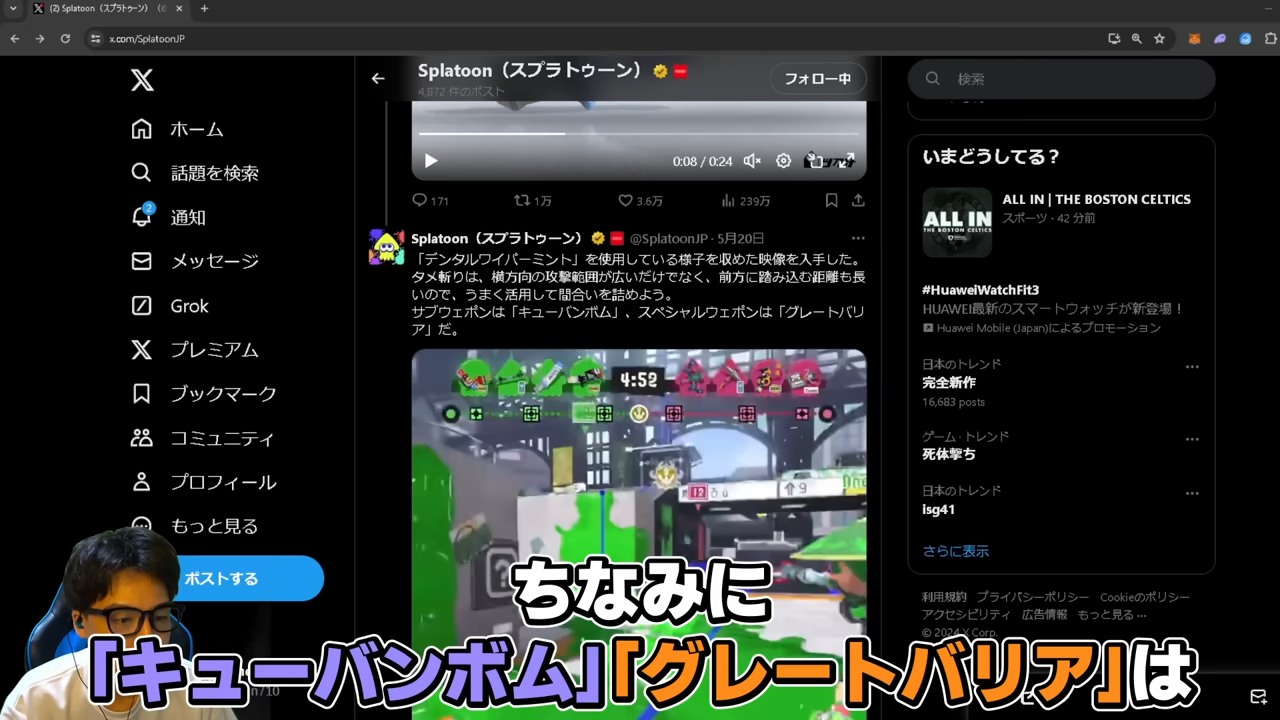 (2) Splatoon（スプラトゥーン）
x.com/SplatoonJP
ホーム
話題を検索
2
通知
メッセージ
Grok
プレミアム
ブックマーク
コミュニティ
プロフィール
もっと見る
ポストする
Splatoon（スプラトゥーン）
4,872 件のポスト
フォロー中
0:08 / 0:24
171
1万
3.6万
239万
Splatoon（スプラトゥーン） @SplatoonJP · 5月20日
「デンタルワイパーミント」を使用している様子を収めた映像を入手した。
タメ斬りは、横方向の攻撃範囲が広いだけでなく、前方に踏み込む距離も長
いので、うまく活用して間合いを詰めよう。
サブウェポンは「キューバンボム」、スペシャルウェポンは「グレートバリ
ア」だ。
4:52
12
9
検索
いまどうしてる？
ALL IN
ALL IN | THE BOSTON CELTICS
スポーツ · 42 分前
#HuaweiWatchFit3
HUAWEI最新のスマートウォッチが新登場！
Huawei Mobile (Japan)によるプロモーション
日本のトレンド
完全新作
16,683 posts
ゲーム · トレンド
死体撃ち
日本のトレンド
isg41
さらに表示
利用規約 プライバシーポリシー Cookieのポリシー
アクセシビリティ 広告情報 もっと見る ···
© 2024 X Corp.
ちなみに
「キューバンボム」「グレートバリア」は